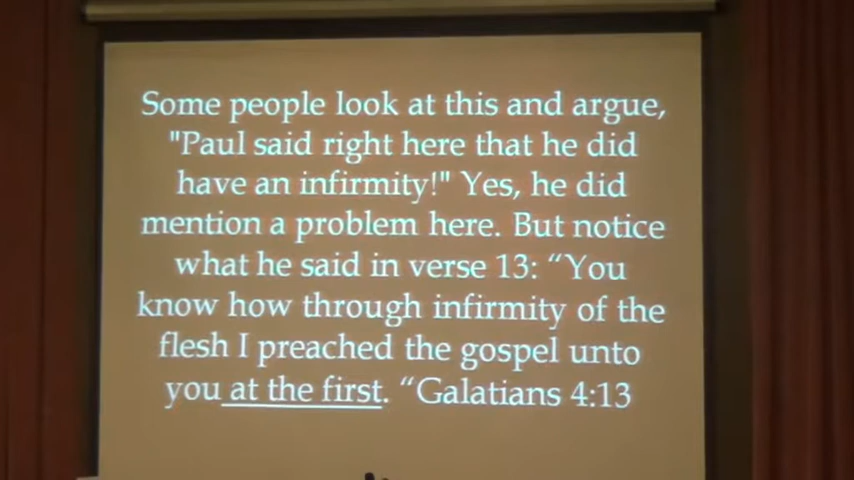 Some people look at this and argue,
"Paul said right here that he did
have an infirmity!" Yes, he did
mention a problem here. But notice
what he said in verse 13: “You
know how through infirmity of the
flesh I preached the gospel unto
you at the first. “Galatians 4:13